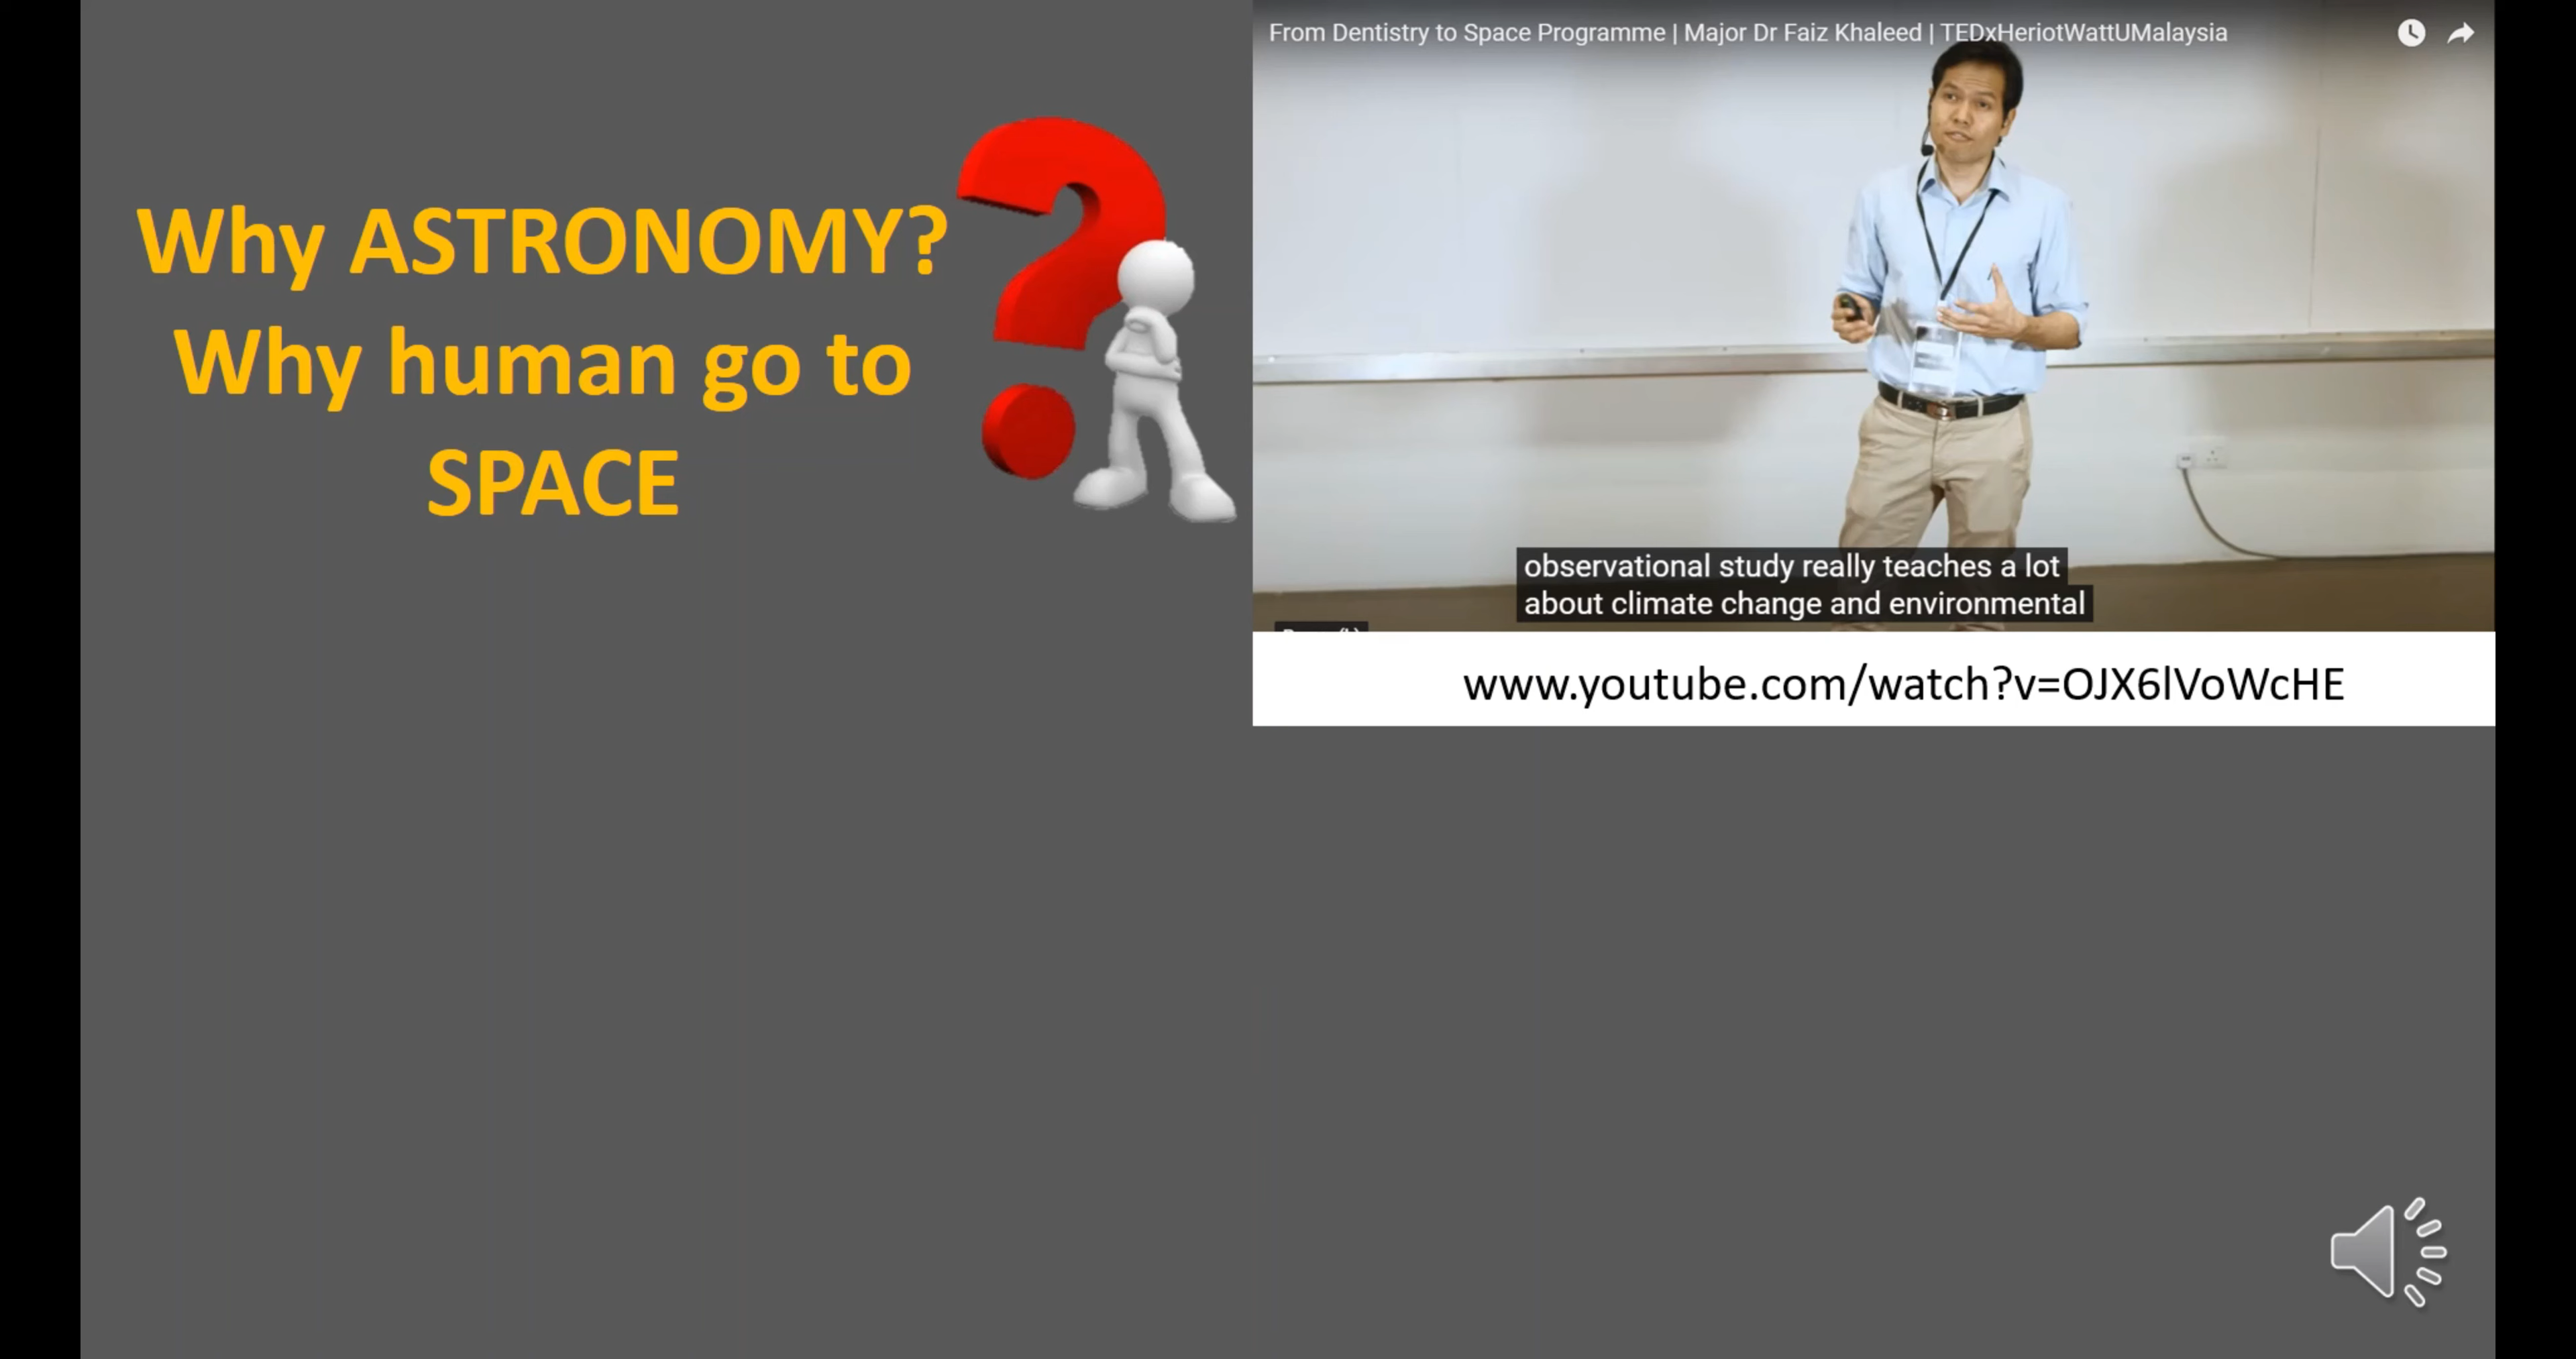 Why ASTRONOMY?
Why human go to
SPACE
From Dentistry to Space Programme | Major Dr Faiz Khaleed | TEDxHeriotWattUMalaysia
observational study really teaches a lot
about climate change and environmental
www.youtube.com/watch?v=OJX6lVoWcHE